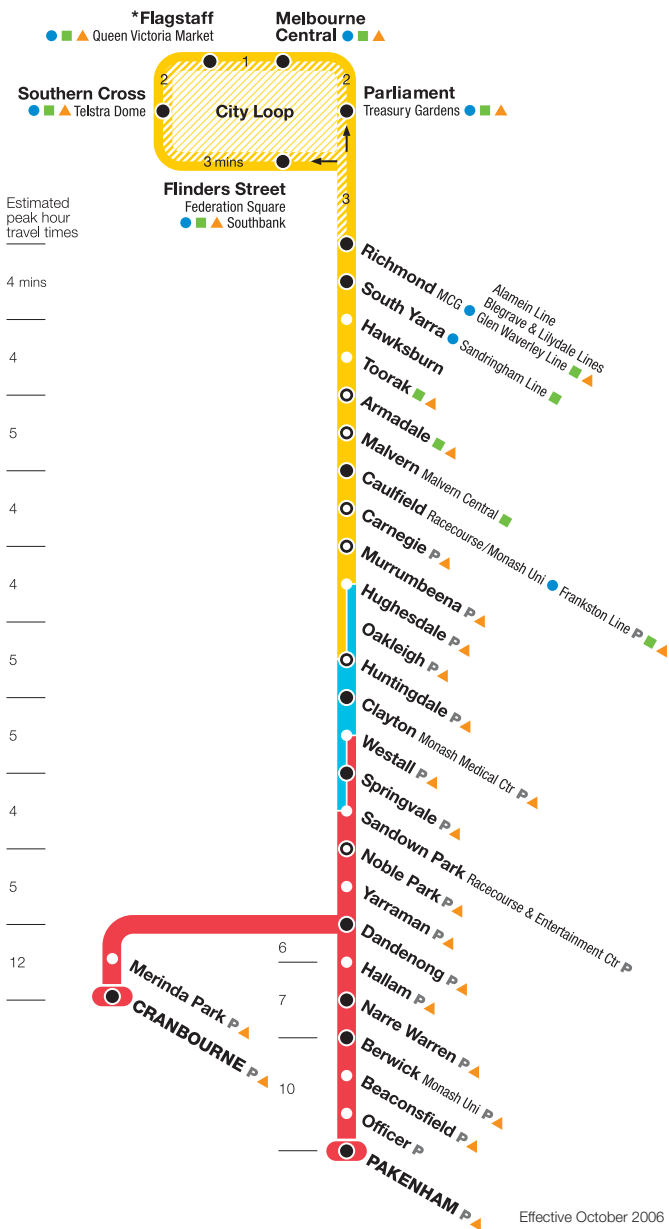 *Flagstaff
Queen Victoria Market
Melbourne
Central
Southern Cross
Telstra Dome
2
1
2
City Loop
Parliament
Treasury Gardens
3 mins
3
Flinders Street
Federation Square
Southbank
Estimated
peak hour
travel times
4 mins
4
5
4
4
5
5
4
5
12
6
7
10
Richmond MCG
Alamein Line
Blegrave & Lilydale Lines
Glen Waverley Line
South Yarra Sandringham Line
Hawksburn
Toorak
Armadale
Malvern Malvern Central
Caulfield Racecourse/Monash Uni Frankston Line P
Carnegie P
Murrumbeena P
Hughesdale P
Oakleigh P
Huntingdale P
Clayton Monash Medical Ctr P
Westall P
Springvale P
Sandown Park Racecourse & Entertainment Ctr P
Noble Park P
Yarraman P
Dandenong P
Hallam P
Narre Warren P
Berwick Monash Uni P
Beaconsfield P
Officer P
PAKENHAM P
Merinda Park P
CRANBOURNE P
Effective October 2006